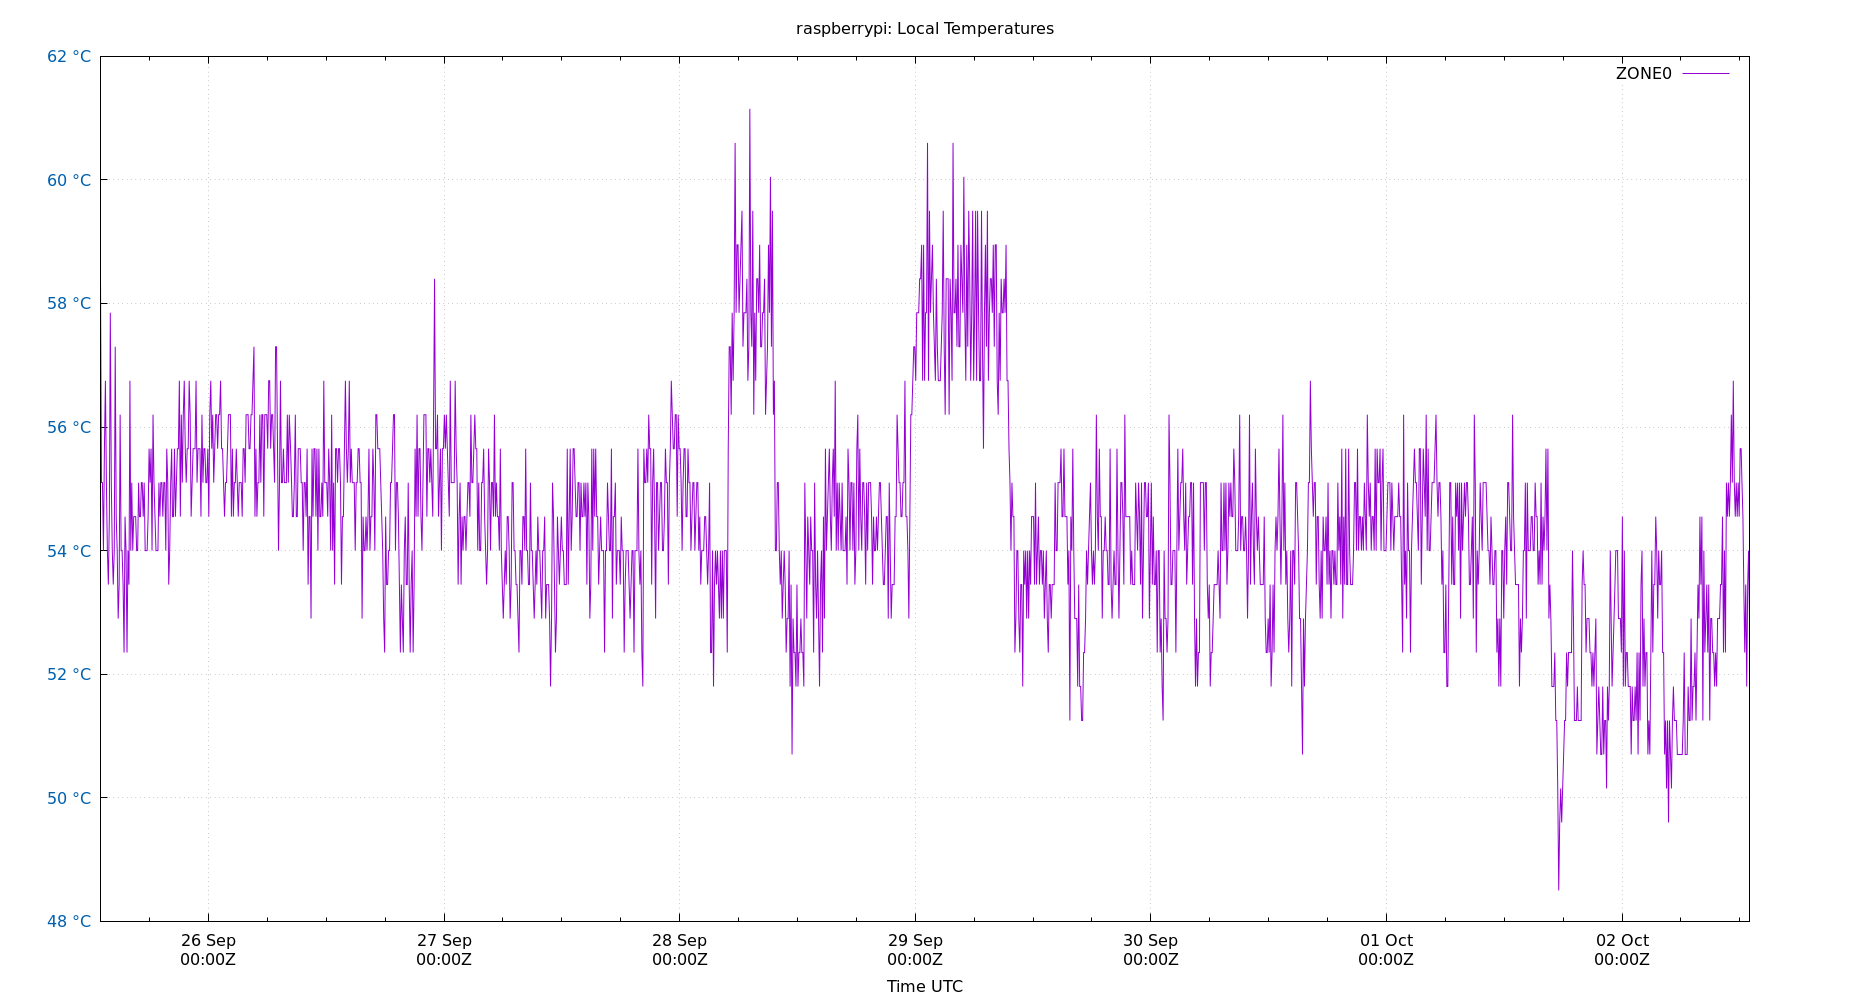 raspberrypi: Local Temperatures
62 °C
ZONE0
60 °C
58 °C
56 °C
54 °C
52 °C
50 °C
48 °C
26 Sep 27 Sep 28 Sep 29 Sep 30 Sep 01 Oct 02 Oct
00:00Z 00:00Z 00:00Z 00:00Z 00:00Z 00:00Z 00:00Z
Time UTC